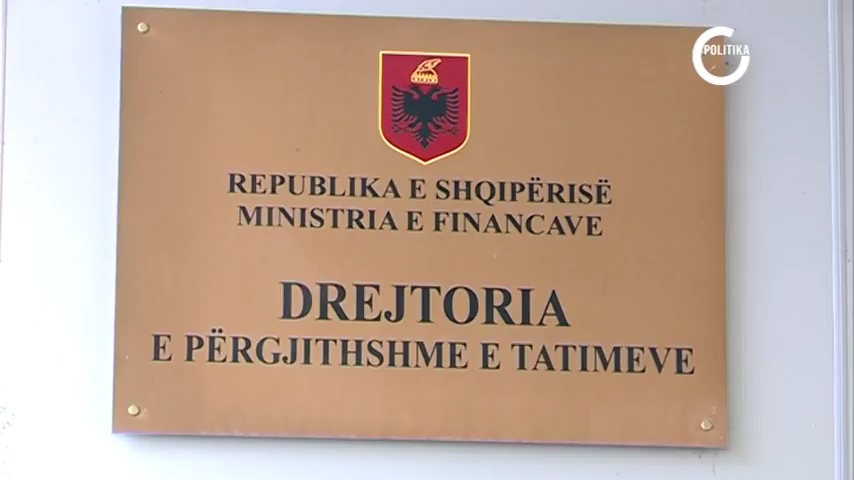 POLITIKA
REPUBLIKA E SHQIPËRISË
MINISTRIA E FINANCAVE
DREJTORIA
E PËRGJITHSHME E TATIMEVE